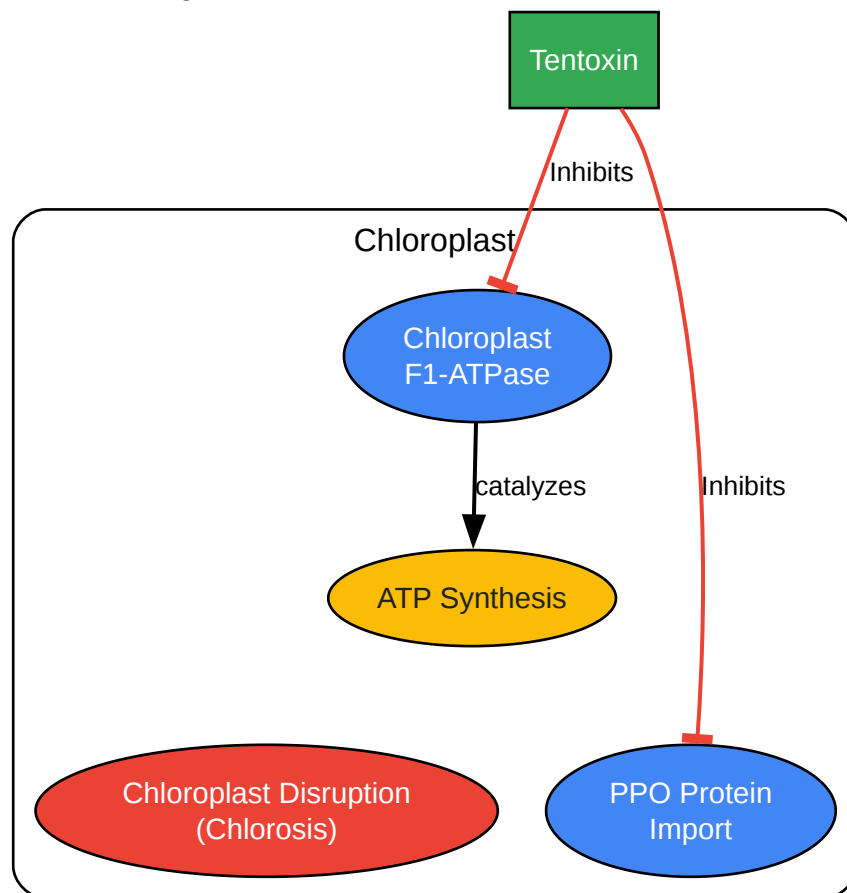 Tentoxin
Inhibits
Chloroplast
Chloroplast
F1-ATPase
catalyzes
Inhibits
ATP Synthesis
Chloroplast Disruption
(Chlorosis)
PPO Protein
Import